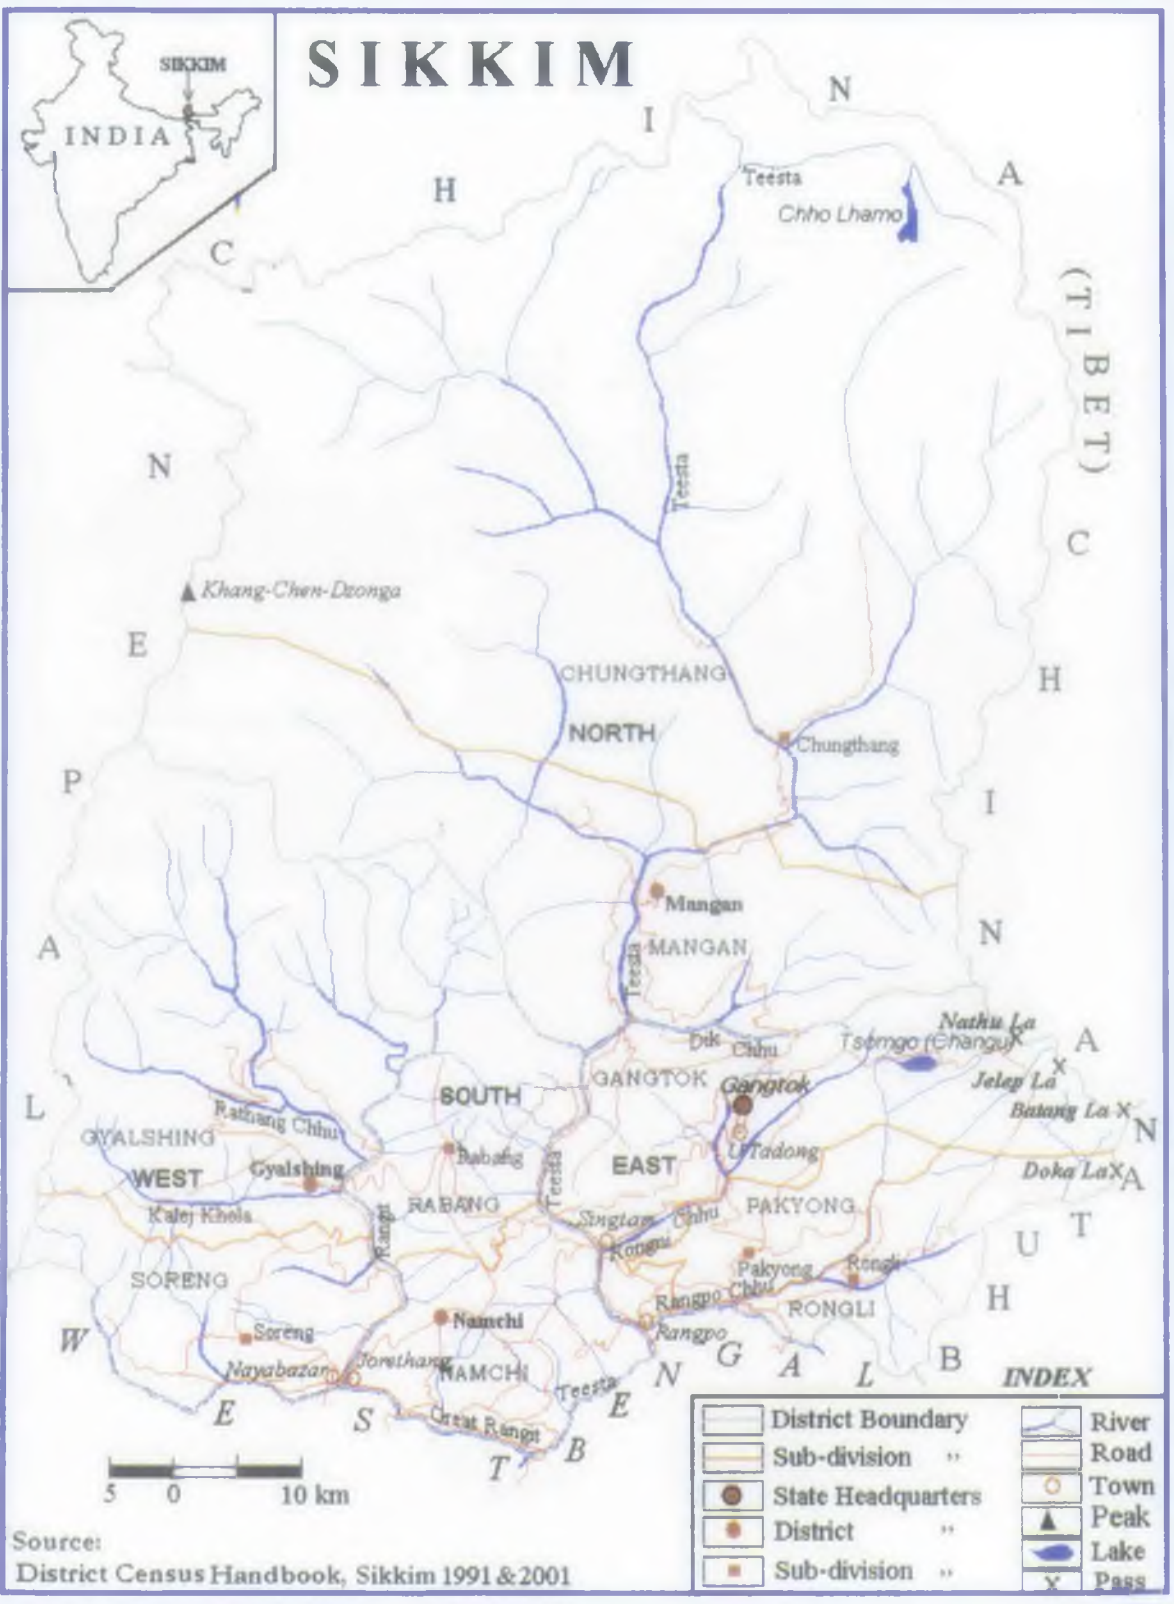 SIKKIM
SIKKIM
INDIA
C H I N A
(TIBET)
C H I N A
N E P A L
Teesta
Chho Lhamo
Teesta
Khang-Chen-Dzonga
CHUNGTHANG
NORTH
Chungthang
Mangan
MANGAN
Teesta
Nathu La
Dik Chhu
Tsomgo (Changu)
GANGTOK
Gangtok
Jelep La
SOUTH
Batang La
Rathang Chhu
GYALSHING
WEST
Gyalshing
Rabang
Teesta
EAST
U Tadong
Doka La
RABANG
PAKYONG
Kalej Khola
Rangit
Singtam
Rongni Chhu
SORENG
Pakyong
Rongli
Rangpo Chhu
RONGLI
Soreng
Namchi
Rangpo
Nayabazar
Jorethang
NAMCHI
Teesta
Great Rangit
W E S T B E N G A L
B H U T A N
INDEX
District Boundary
Sub-division ,,
State Headquarters
District ,,
Sub-division ,,
River
Road
Town
Peak
Lake
Pass
5 0 10 km
Source:
District Census Handbook, Sikkim 1991 & 2001